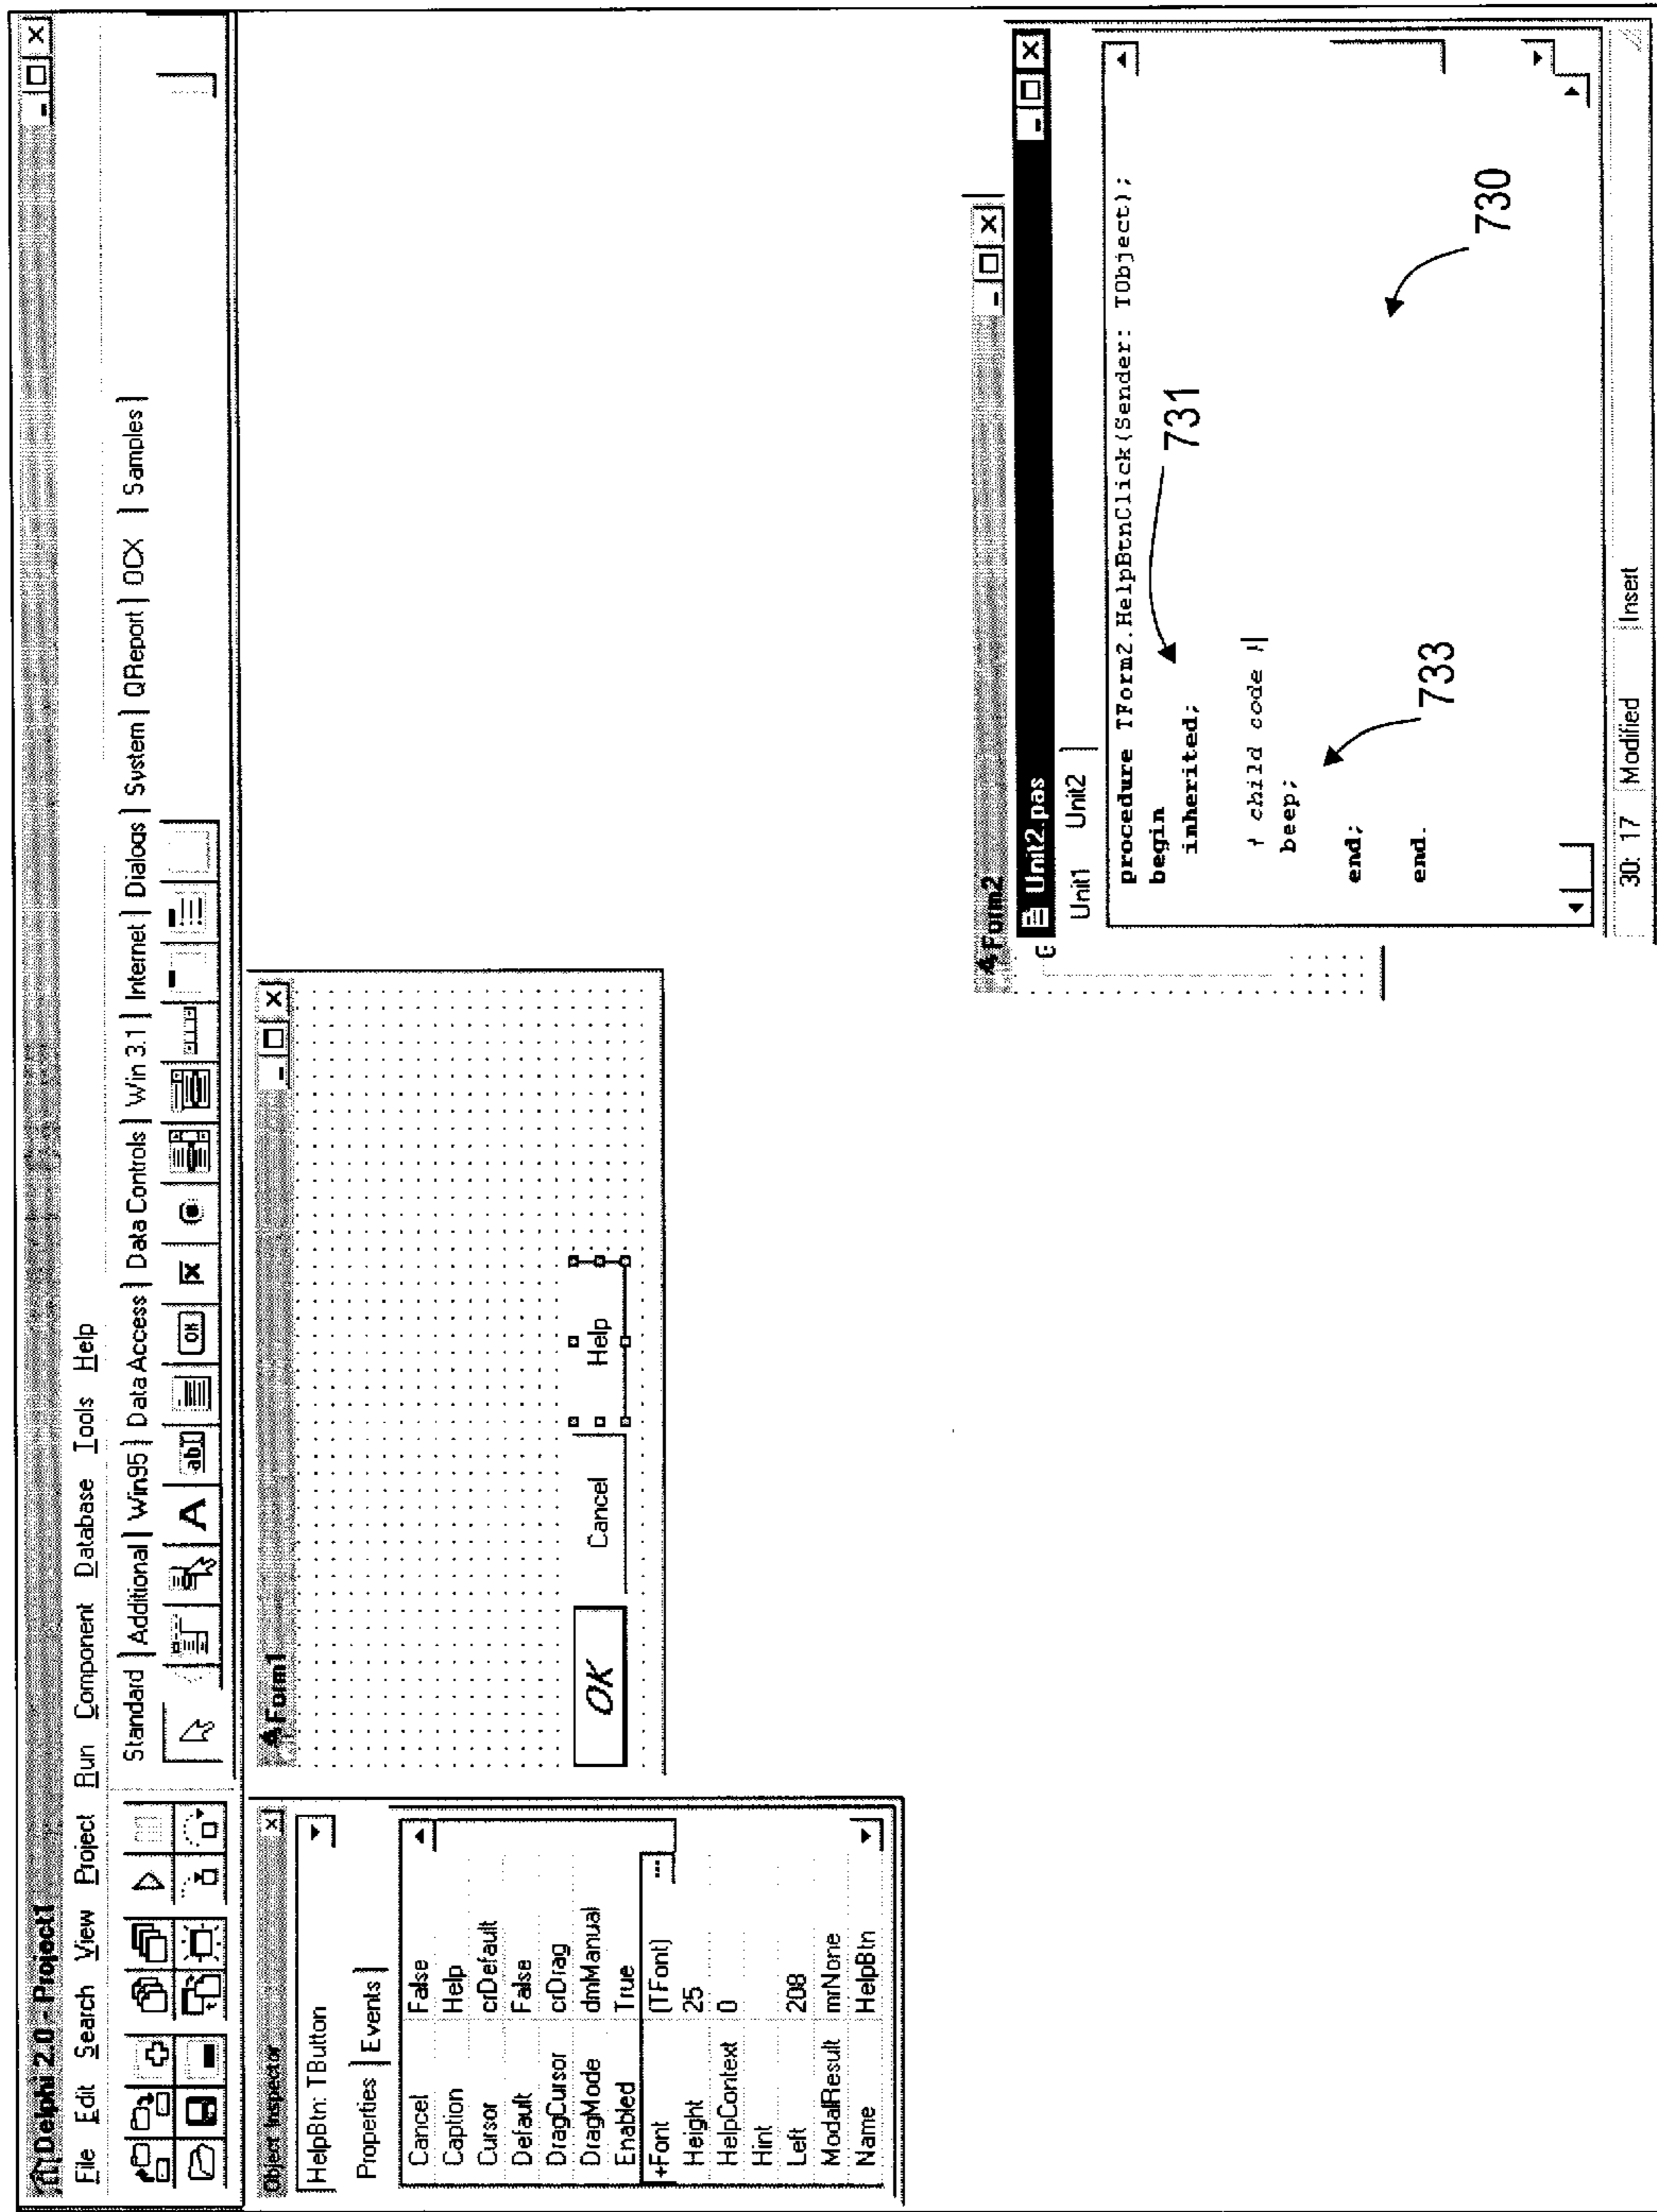 Delphi 2.0 - Project1
File Edit Search View Project Run Component Database Tools Help
Standard Additional Win95 Data Access Data Controls Win 3.1 Internet Dialogs System QReport OCX Samples
A ab OK
Object Inspector
HelpBtn: TButton
Properties Events
Cancel False
Caption Help
Cursor crDefault
Default False
DragCursor crDrag
DragMode dmManual
Enabled True
+Font (TFont) ...
Height 25
HelpContext 0
Hint
Left 208
ModalResult mrNone
Name HelpBtn
Form1
OK Cancel Help
Form2
Unit2.pas
Unit1 Unit2
procedure TForm2.HelpBtnClick(Sender: TObject);
begin
inherited;
731
{ child code }
beep;
733
end;
end.
730
30: 17 Modified Insert